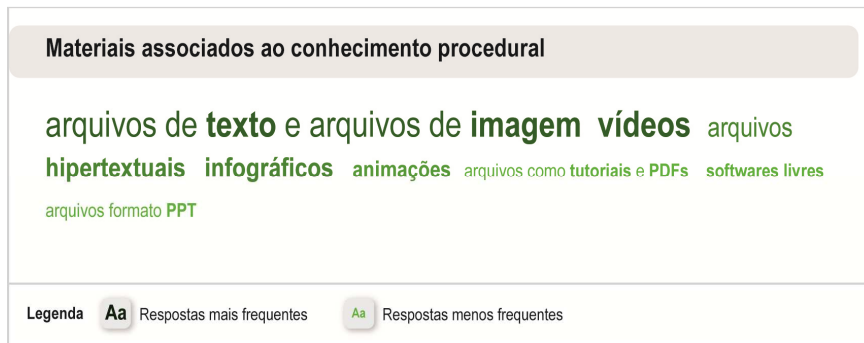 Materiais associados ao conhecimento procedural
arquivos de texto e arquivos de imagem vídeos arquivos
hipertextuais infográficos animações arquivos como tutoriais e PDFs softwares livres
arquivos formato PPT
Legenda Aa Respostas mais frequentes Aa Respostas menos frequentes